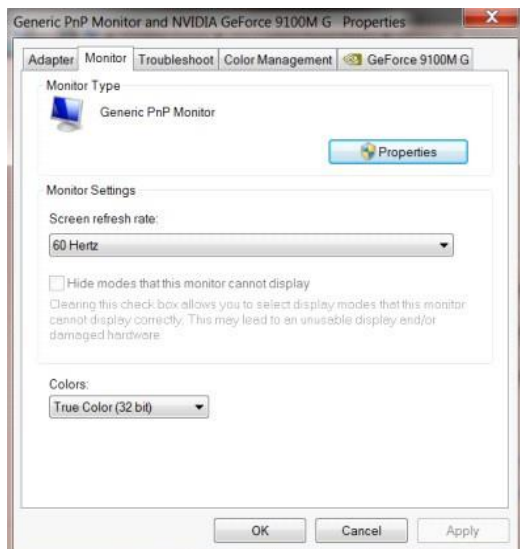 Generic PnP Monitor and NVIDIA GeForce 9100M G Properties
X
Adapter Monitor Troubleshoot Color Management GeForce 9100M G
Monitor Type
Generic PnP Monitor
Properties
Monitor Settings
Screen refresh rate:
60 Hertz
Hide modes that this monitor cannot display
Clearing this check box allows you to select display modes that this monitor
cannot display correctly. This may lead to an unusable display and/or
damaged hardware.
Colors:
True Color (32 bit)
OK Cancel Apply